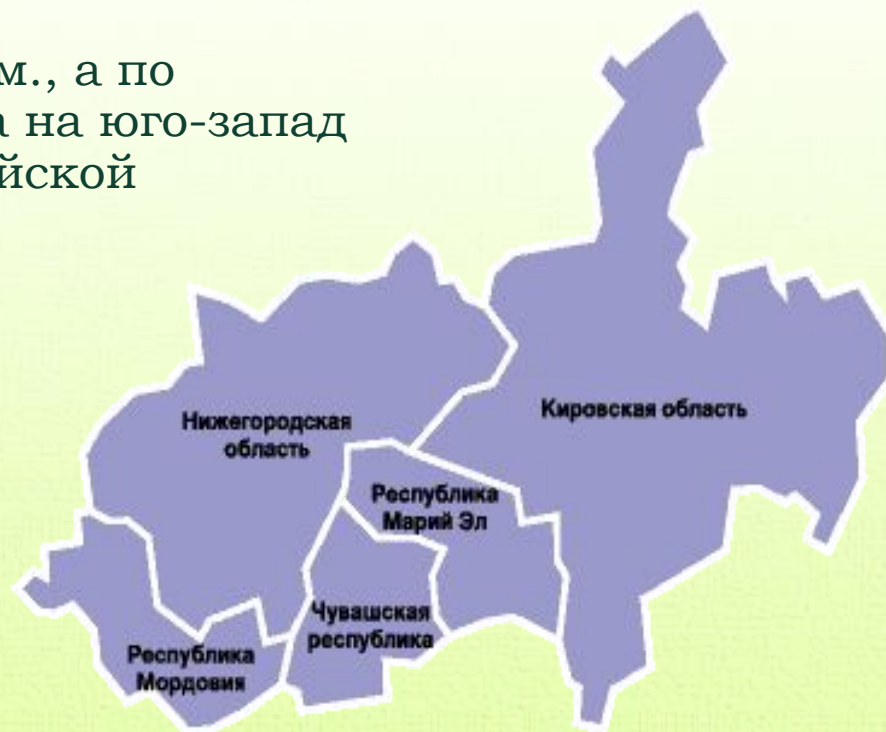 м., а по
а на юго-запад
йской
Нижегородская
область
Кировская область
Республика
Марий Эл
Чувашская
республика
Республика
Мордовия